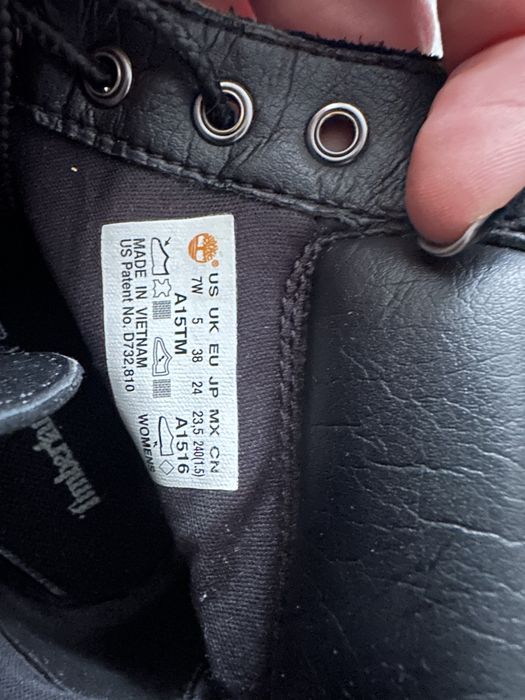 ®
US UK EU JP MX CN
7W 5 38 24 23,5 240(1.5)
A15TM A1516
MADE IN VIETNAM WOMENS
US Patent No. D732,810
Timberla